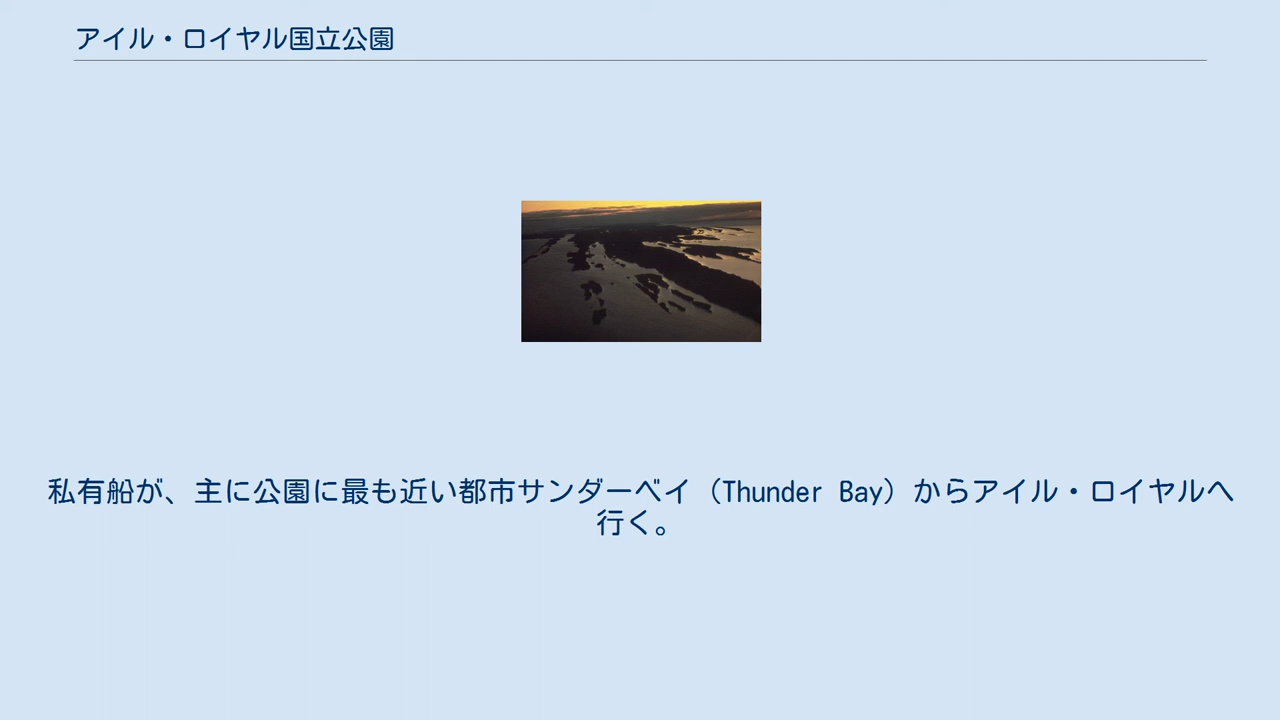 アイル・ロイヤル国立公園
私有船が、主に公園に最も近い都市サンダーベイ（Thunder Bay）からアイル・ロイヤルへ
行く。